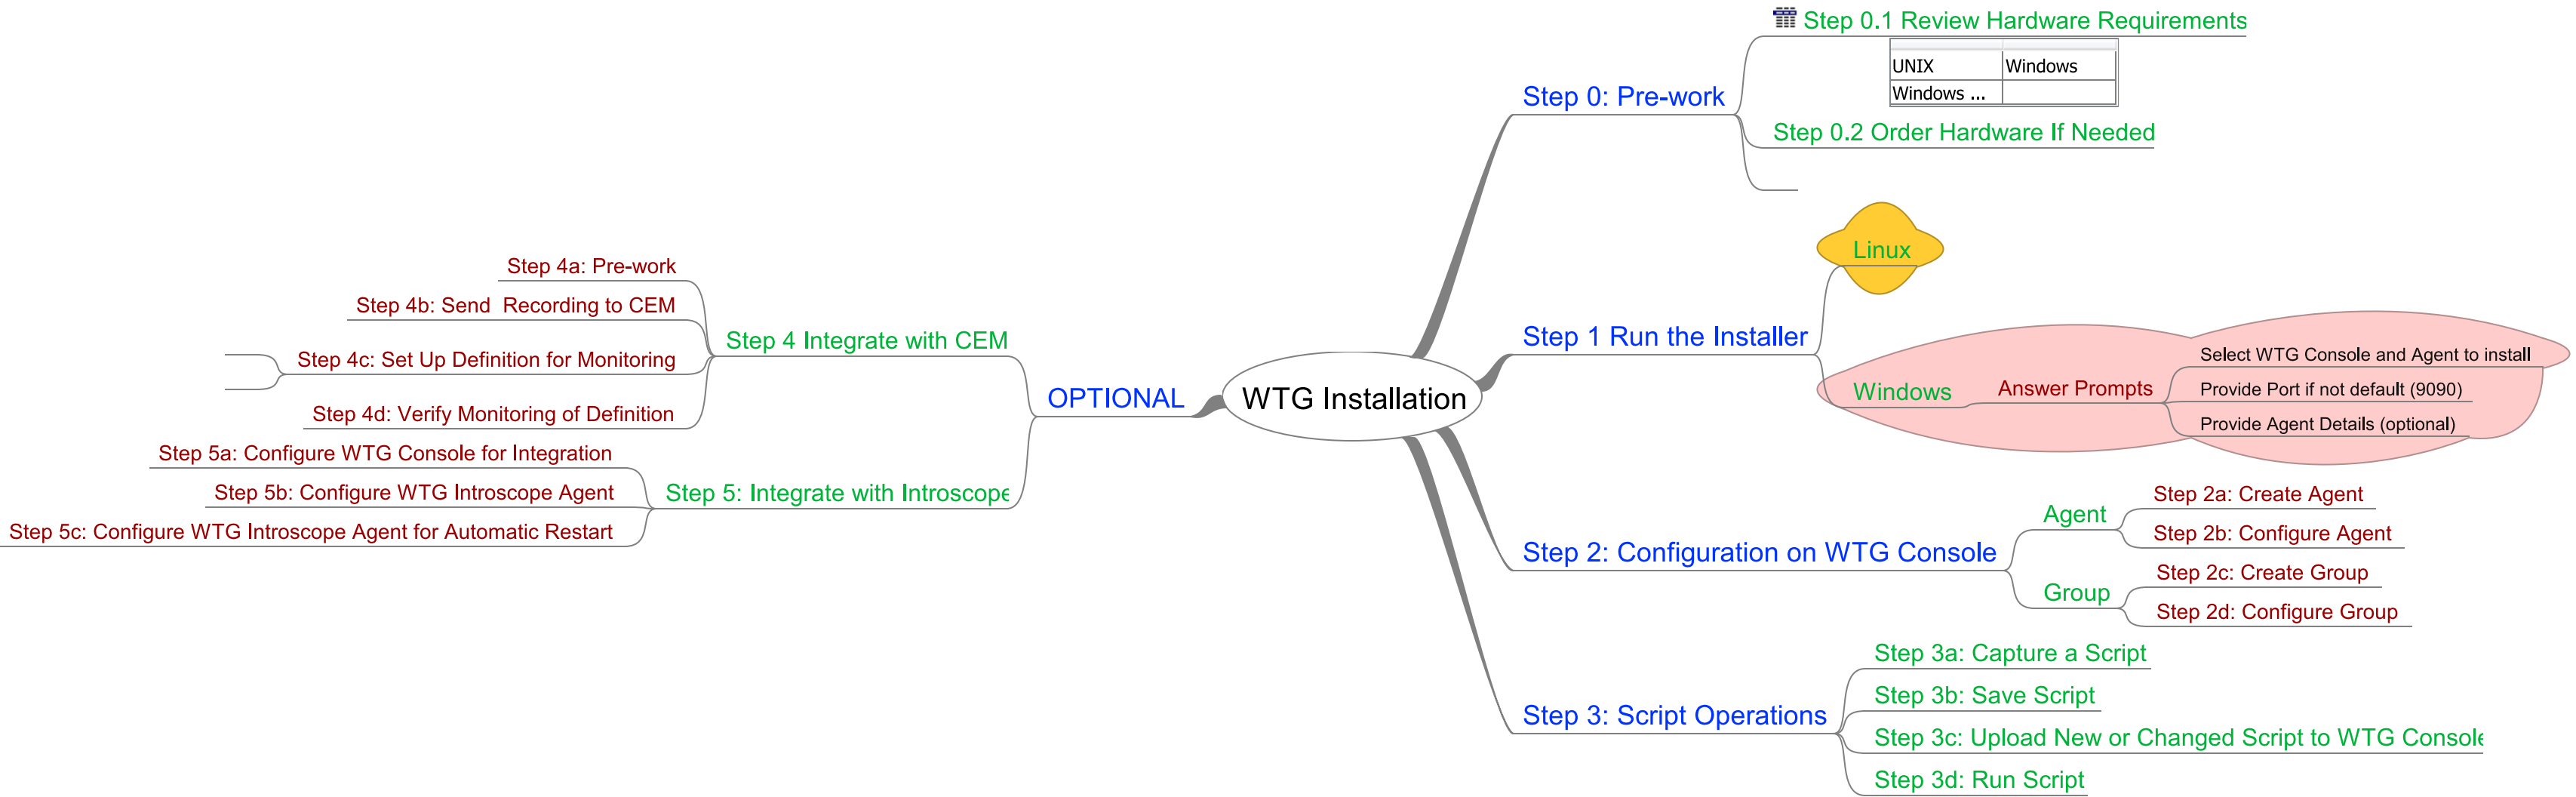 Step 0.1 Review Hardware Requirements
UNIX Windows
Windows ...
Step 0: Pre-work
Step 0.2 Order Hardware If Needed
Linux
Step 1 Run the Installer
Select WTG Console and Agent to install
Windows
Answer Prompts
Provide Port if not default (9090)
Provide Agent Details (optional)
WTG Installation
Step 2: Configuration on WTG Console
Agent
Step 2a: Create Agent
Step 2b: Configure Agent
Group
Step 2c: Create Group
Step 2d: Configure Group
Step 3: Script Operations
Step 3a: Capture a Script
Step 3b: Save Script
Step 3c: Upload New or Changed Script to WTG Console
Step 3d: Run Script
OPTIONAL
Step 4 Integrate with CEM
Step 4a: Pre-work
Step 4b: Send  Recording to CEM
Step 4c: Set Up Definition for Monitoring
Step 4d: Verify Monitoring of Definition
Step 5: Integrate with Introscope
Step 5a: Configure WTG Console for Integration
Step 5b: Configure WTG Introscope Agent
Step 5c: Configure WTG Introscope Agent for Automatic Restart